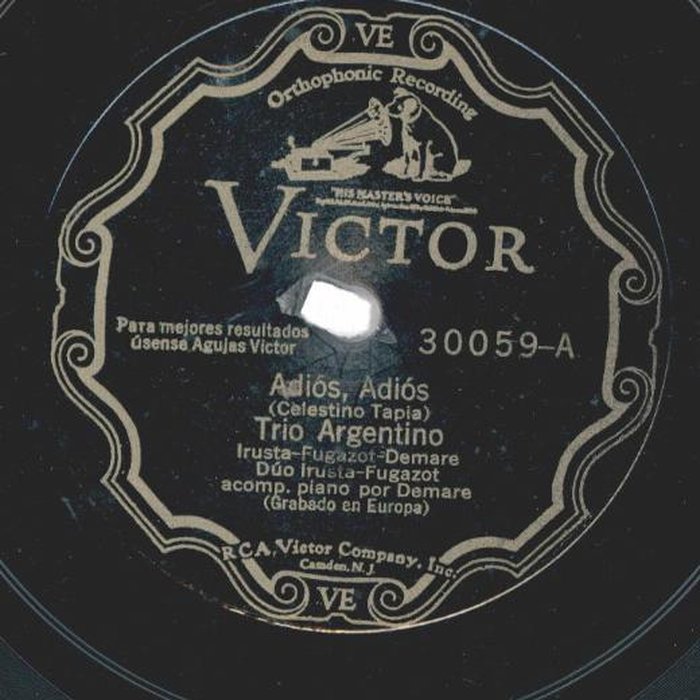 VE
Orthophonic Recording
"HIS MASTER'S VOICE"
VICTOR
Para mejores resultados
úsense Agujas Victor
30059-A
Adiós, Adiós
(Celestino Tapia)
Trio Argentino
Irusta-Fugazot-Demare
Dúo Irusta-Fugazot
acomp. piano por Demare
(Grabado en Europa)
RCA Victor Company, Inc.
Camden, N.J.
VE